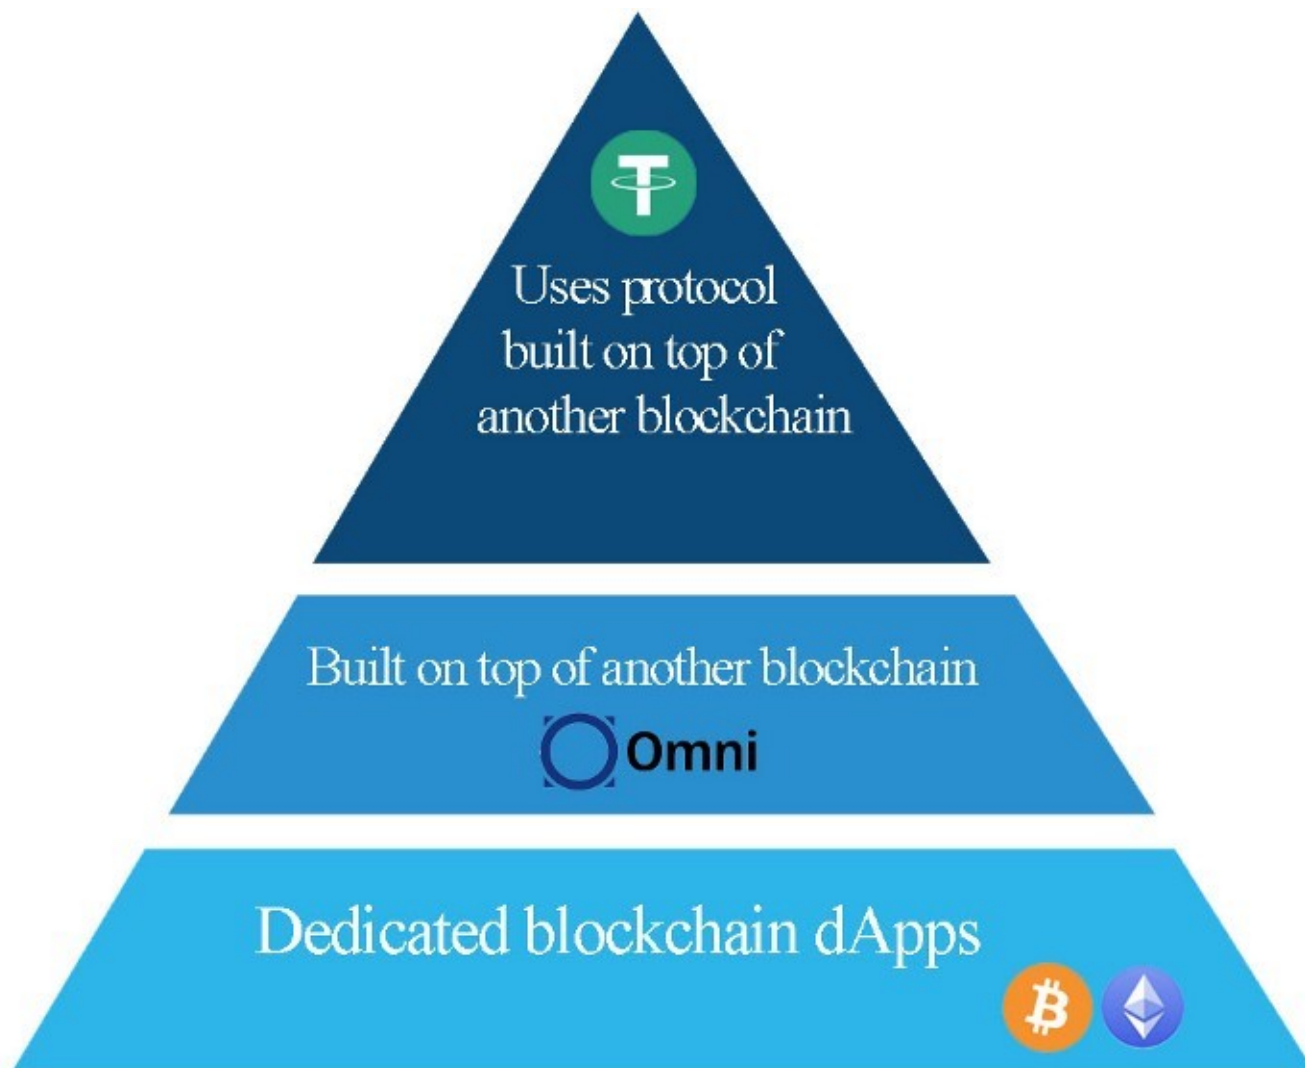 Uses protocol
built on top of
another blockchain
Built on top of another blockchain
Omni
Dedicated blockchain dApps